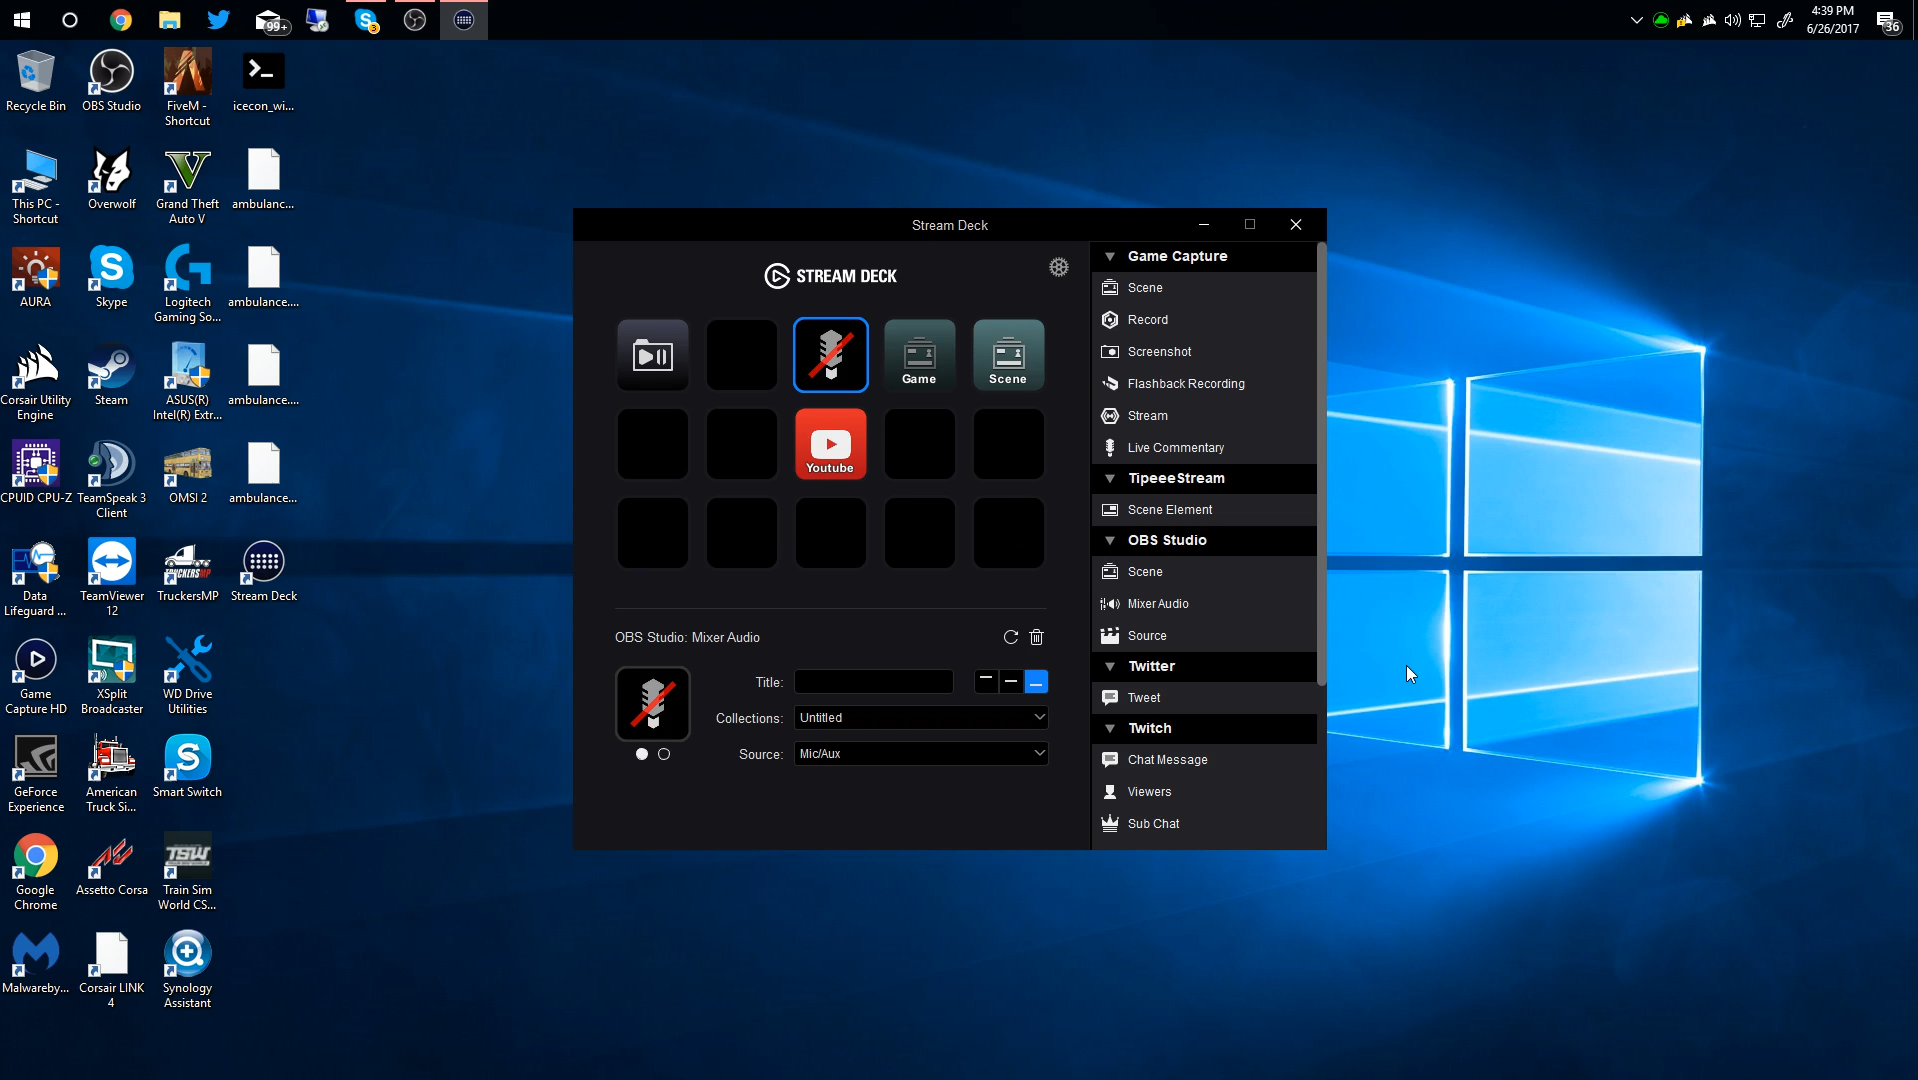 99+
3
4:39 PM
6/26/2017
36
Recycle Bin
OBS Studio
FiveM -
Shortcut
icecon_wi...
This PC -
Shortcut
Overwolf
Grand Theft
Auto V
ambulanc...
AURA
Skype
Logitech
Gaming So...
ambulance....
Corsair Utility
Engine
Steam
ASUS(R)
Intel(R) Extr...
ambulance....
CPUID CPU-Z
TeamSpeak 3
Client
OMSI 2
ambulance...
Data
Lifeguard ...
TeamViewer
12
TRUCKERSMP
TruckersMP
Stream Deck
Game
Capture HD
XSplit
Broadcaster
WD Drive
Utilities
GeForce
Experience
American
Truck Si...
Smart Switch
Google
Chrome
Assetto Corsa
TSW
Train Sim
World CS...
Malwareby...
Corsair LINK
4
Synology
Assistant
Stream Deck
STREAM DECK
Game
Scene
Youtube
OBS Studio: Mixer Audio
Title:
Collections:
Untitled
Source:
Mic/Aux
Game Capture
Scene
Record
Screenshot
Flashback Recording
Stream
Live Commentary
TipeeeStream
Scene Element
OBS Studio
Scene
Mixer Audio
Source
Twitter
Tweet
Twitch
Chat Message
Viewers
Sub Chat